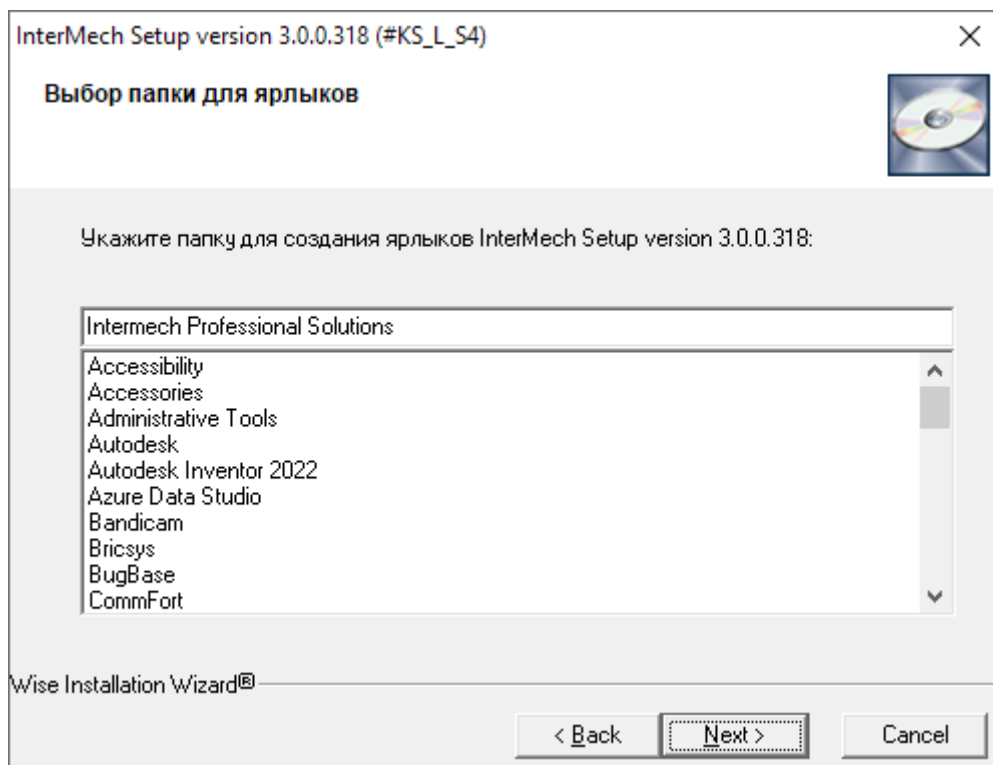 InterMech Setup version 3.0.0.318 (#KS_L_S4)
Выбор папки для ярлыков
Укажите папку для создания ярлыков InterMech Setup version 3.0.0.318:
Intermech Professional Solutions
Accessibility
Accessories
Administrative Tools
Autodesk
Autodesk Inventor 2022
Azure Data Studio
Bandicam
Bricsys
BugBase
CommFort
Wise Installation Wizard®
< Back
Next >
Cancel